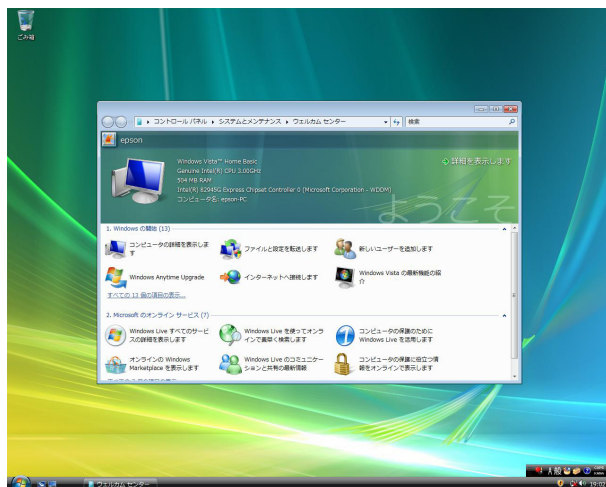 ごみ箱
コントロール パネル ▸ システムとメンテナンス ▸ ウェルカム センター
検索
epson
Windows Vista™ Home Basic
Genuine Intel(R) CPU 3.00GHz
504 MB RAM
Intel(R) 82945G Express Chipset Controller 0 (Microsoft Corporation - WDDM)
コンピュータ名: epson-PC
詳細を表示します
ようこそ
1. Windows の開始 (13)
コンピュータの詳細を表示しま
す
ファイルと設定を転送します
新しいユーザーを追加します
Windows Anytime Upgrade
インターネットへ接続します
Windows Vista の最新機能の紹
介
すべての 13 個の項目の表示...
2. Microsoft のオンライン サービス (7)
Windows Live すべてのサービ
スの詳細を表示します
Windows Live を使ってオンラ
インで素早く検索します
コンピュータの保護のために
Windows Live を使用します
オンラインの Windows
Marketplace を表示します
Windows Live のコミュニケー
ションと共有の最新情報
コンピュータの保護に役立つ情
報をオンラインで表示します
A 般
CAPS
KANA
ウェルカム センター
19:02